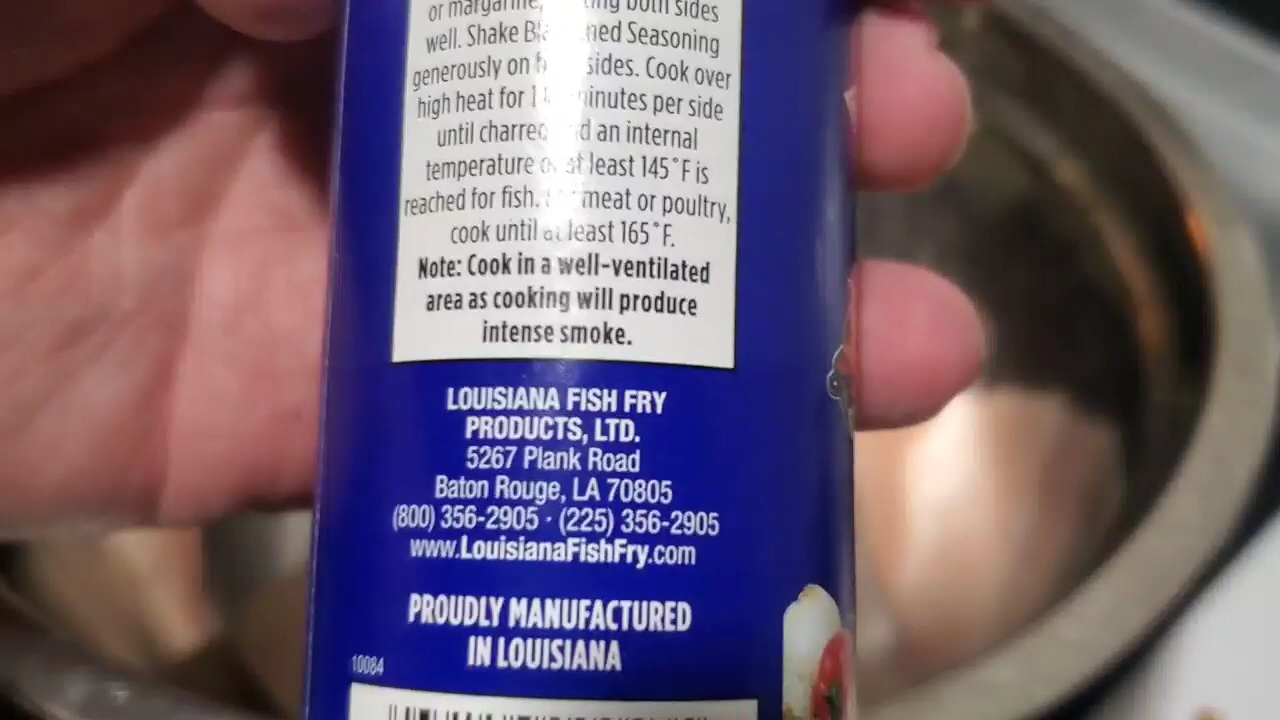 or margarine, both sides
well. Shake Seasoning
generously on sides. Cook over
high heat for minutes per side
until charred an internal
temperature of at least 145°F is
reached for fish. meat or poultry,
cook until at least 165°F.
Note: Cook in a well-ventilated
area as cooking will produce
intense smoke.
LOUISIANA FISH FRY
PRODUCTS, LTD.
5267 Plank Road
Baton Rouge, LA 70805
(800) 356-2905 · (225) 356-2905
www.LouisianaFishFry.com
PROUDLY MANUFACTURED
IN LOUISIANA
10084